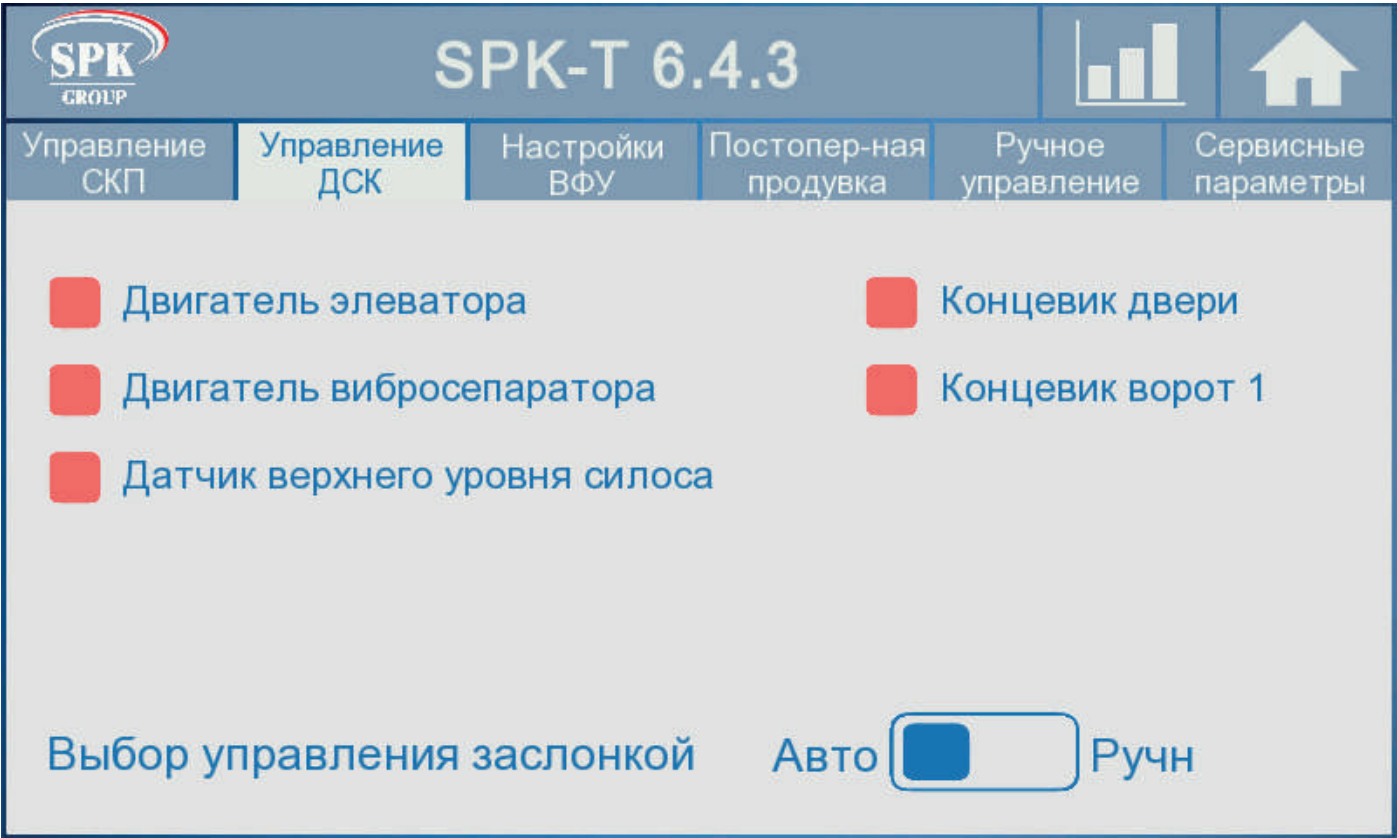 SPK
GROUP
SPK-T 6.4.3
Управление
СКП
Управление
ДСК
Настройки
ВФУ
Постопер-ная
продувка
Ручное
управление
Сервисные
параметры
Двигатель элеватора
Концевик двери
Двигатель вибросепаратора
Концевик ворот 1
Датчик верхнего уровня силоса
Выбор управления заслонкой
Авто
Ручн